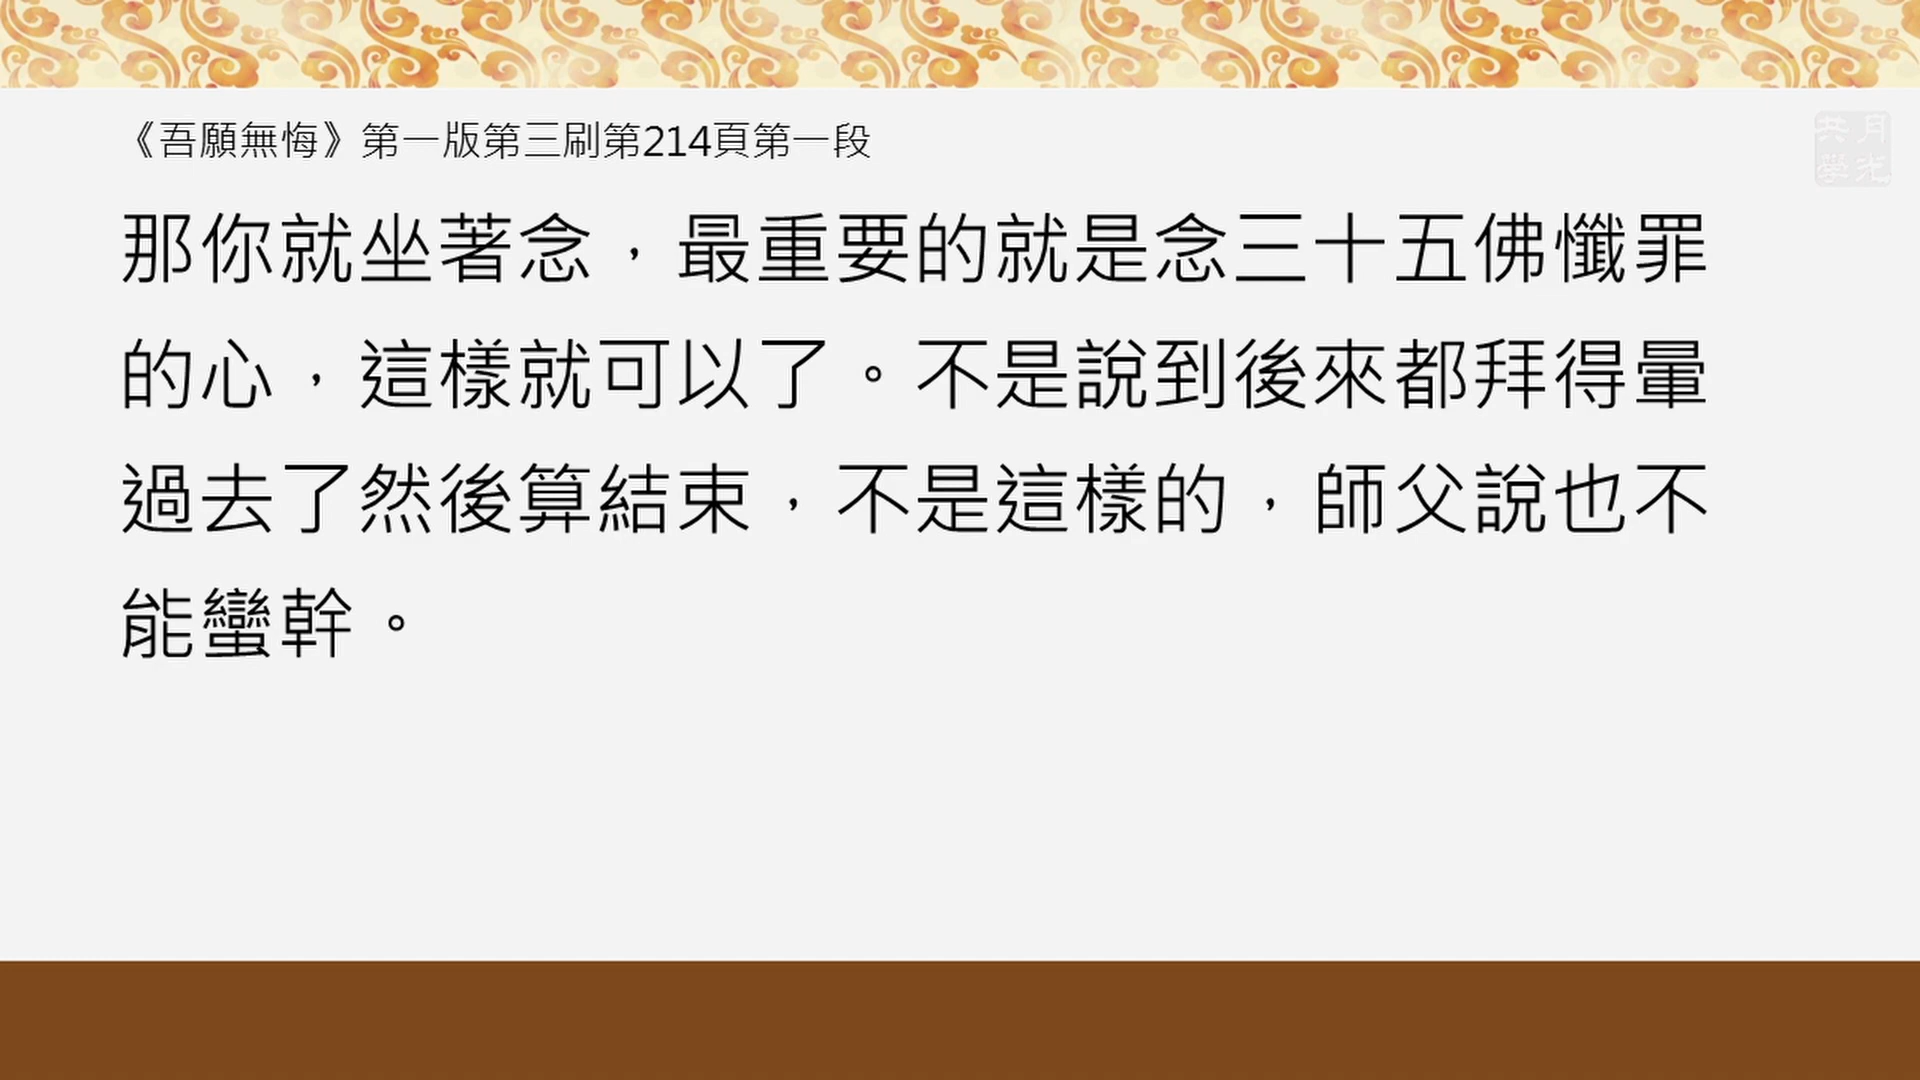 《吾願無悔》第一版第三刷第214頁第一段
那你就坐著念，最重要的就是念三十五佛懺罪
的心，這樣就可以了。不是說到後來都拜得暈
過去了然後算結束，不是這樣的，師父說也不
能蠻幹。
月光
共學